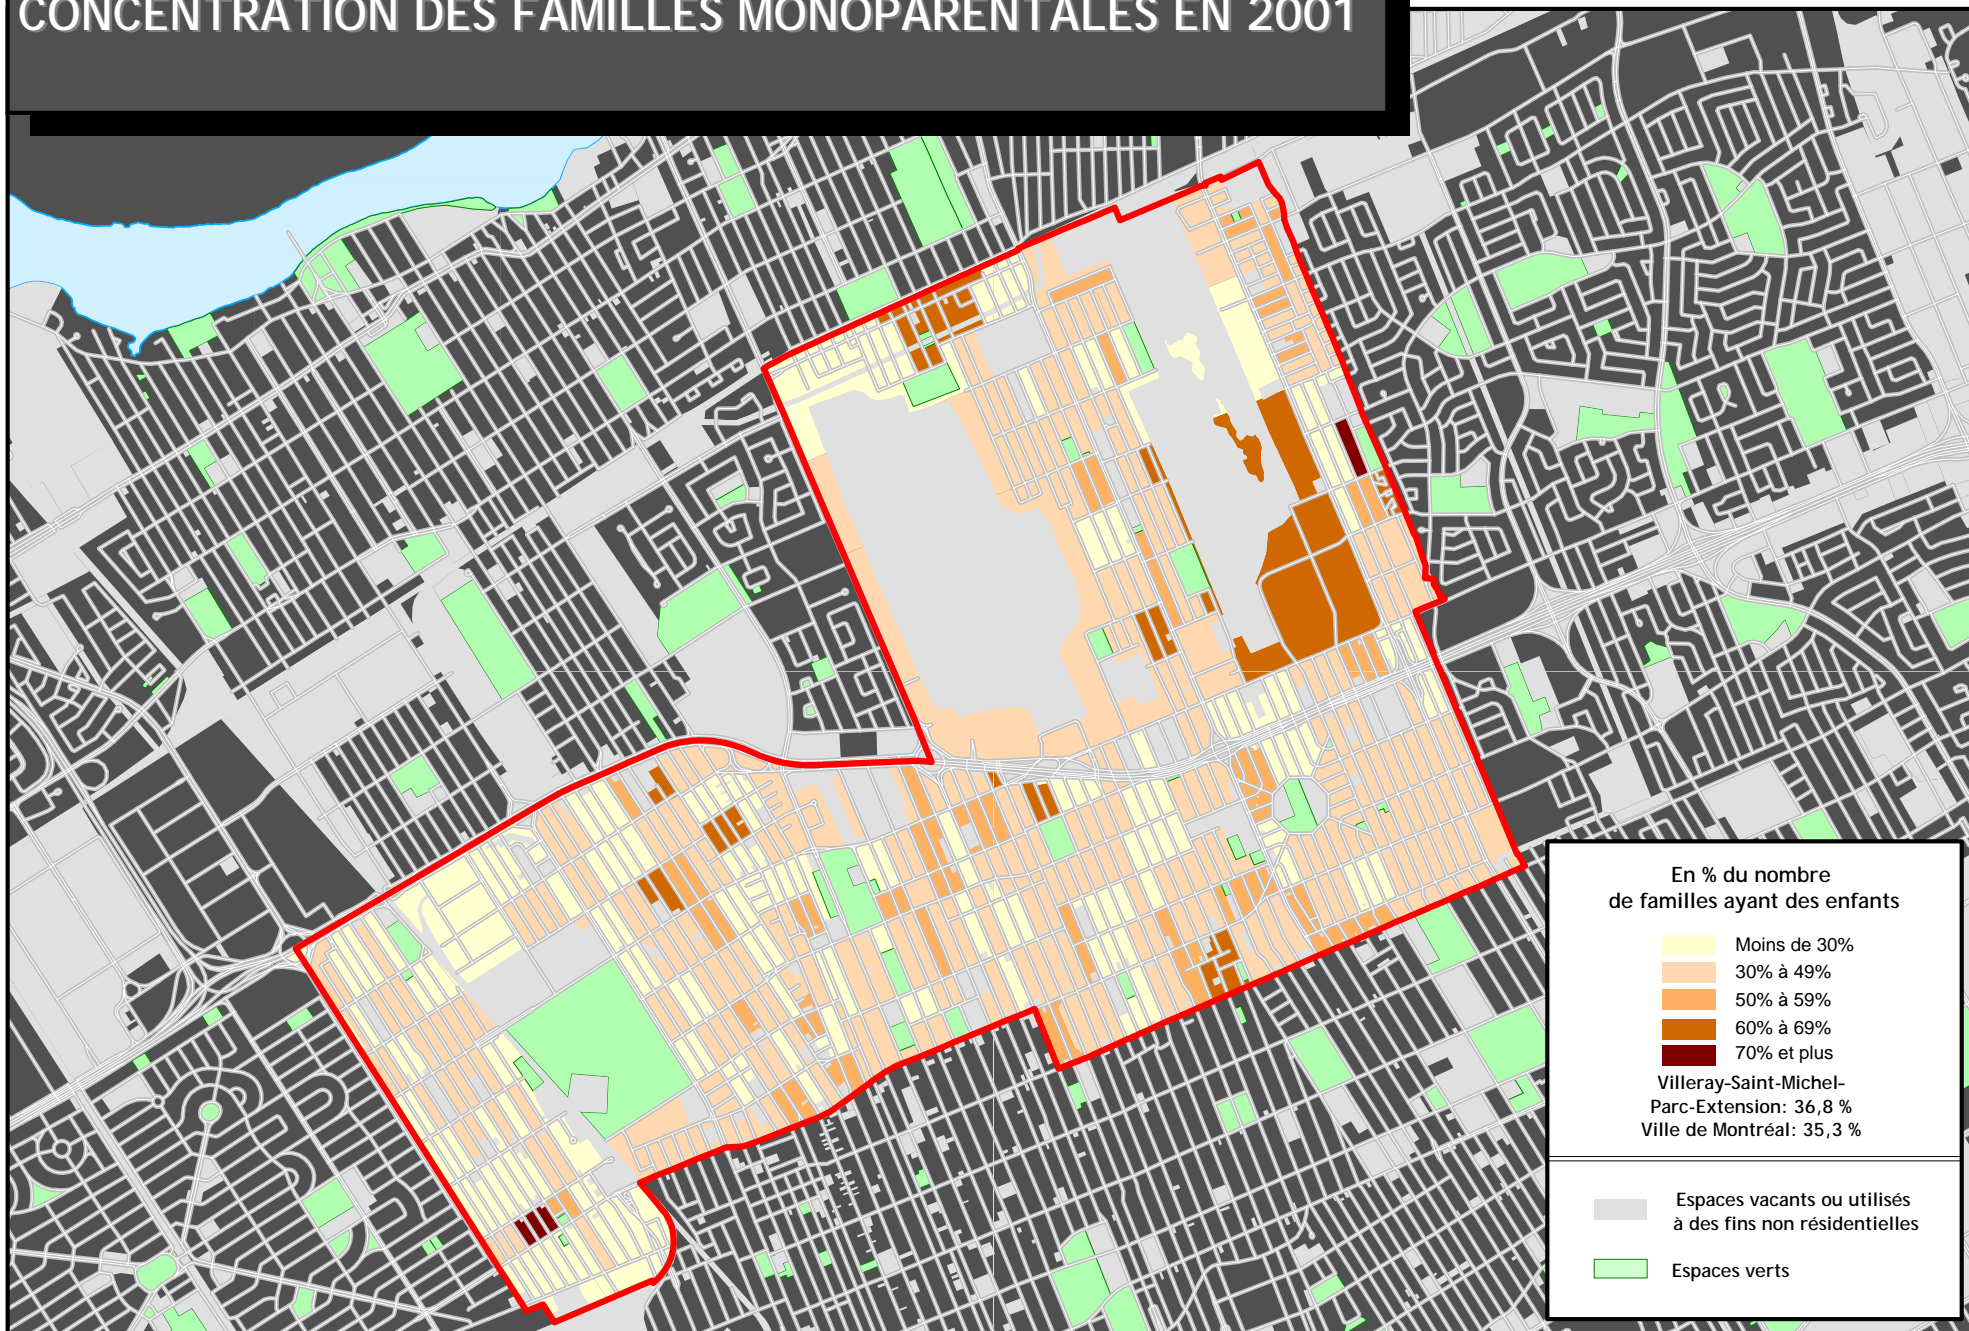 CONCENTRATION DES FAMILLES MONOPARENTALES EN 2001
En % du nombre
de familles ayant des enfants
Moins de 30%
30% à 49%
50% à 59%
60% à 69%
70% et plus
Villeray-Saint-Michel-
Parc-Extension: 36,8 %
Ville de Montréal: 35,3 %
Espaces vacants ou utilisés
à des fins non résidentielles
Espaces verts